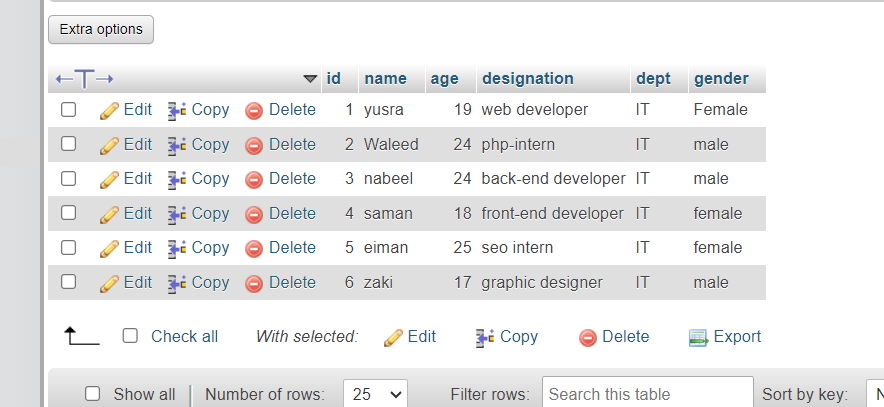 Extra options
id name age designation dept gender
Edit Copy Delete 1 yusra 19 web developer IT Female
Edit Copy Delete 2 Waleed 24 php-intern IT male
Edit Copy Delete 3 nabeel 24 back-end developer IT male
Edit Copy Delete 4 saman 18 front-end developer IT female
Edit Copy Delete 5 eiman 25 seo intern IT female
Edit Copy Delete 6 zaki 17 graphic designer IT male
Check all With selected: Edit Copy Delete Export
Show all Number of rows: 25 Filter rows: Search this table Sort by key: